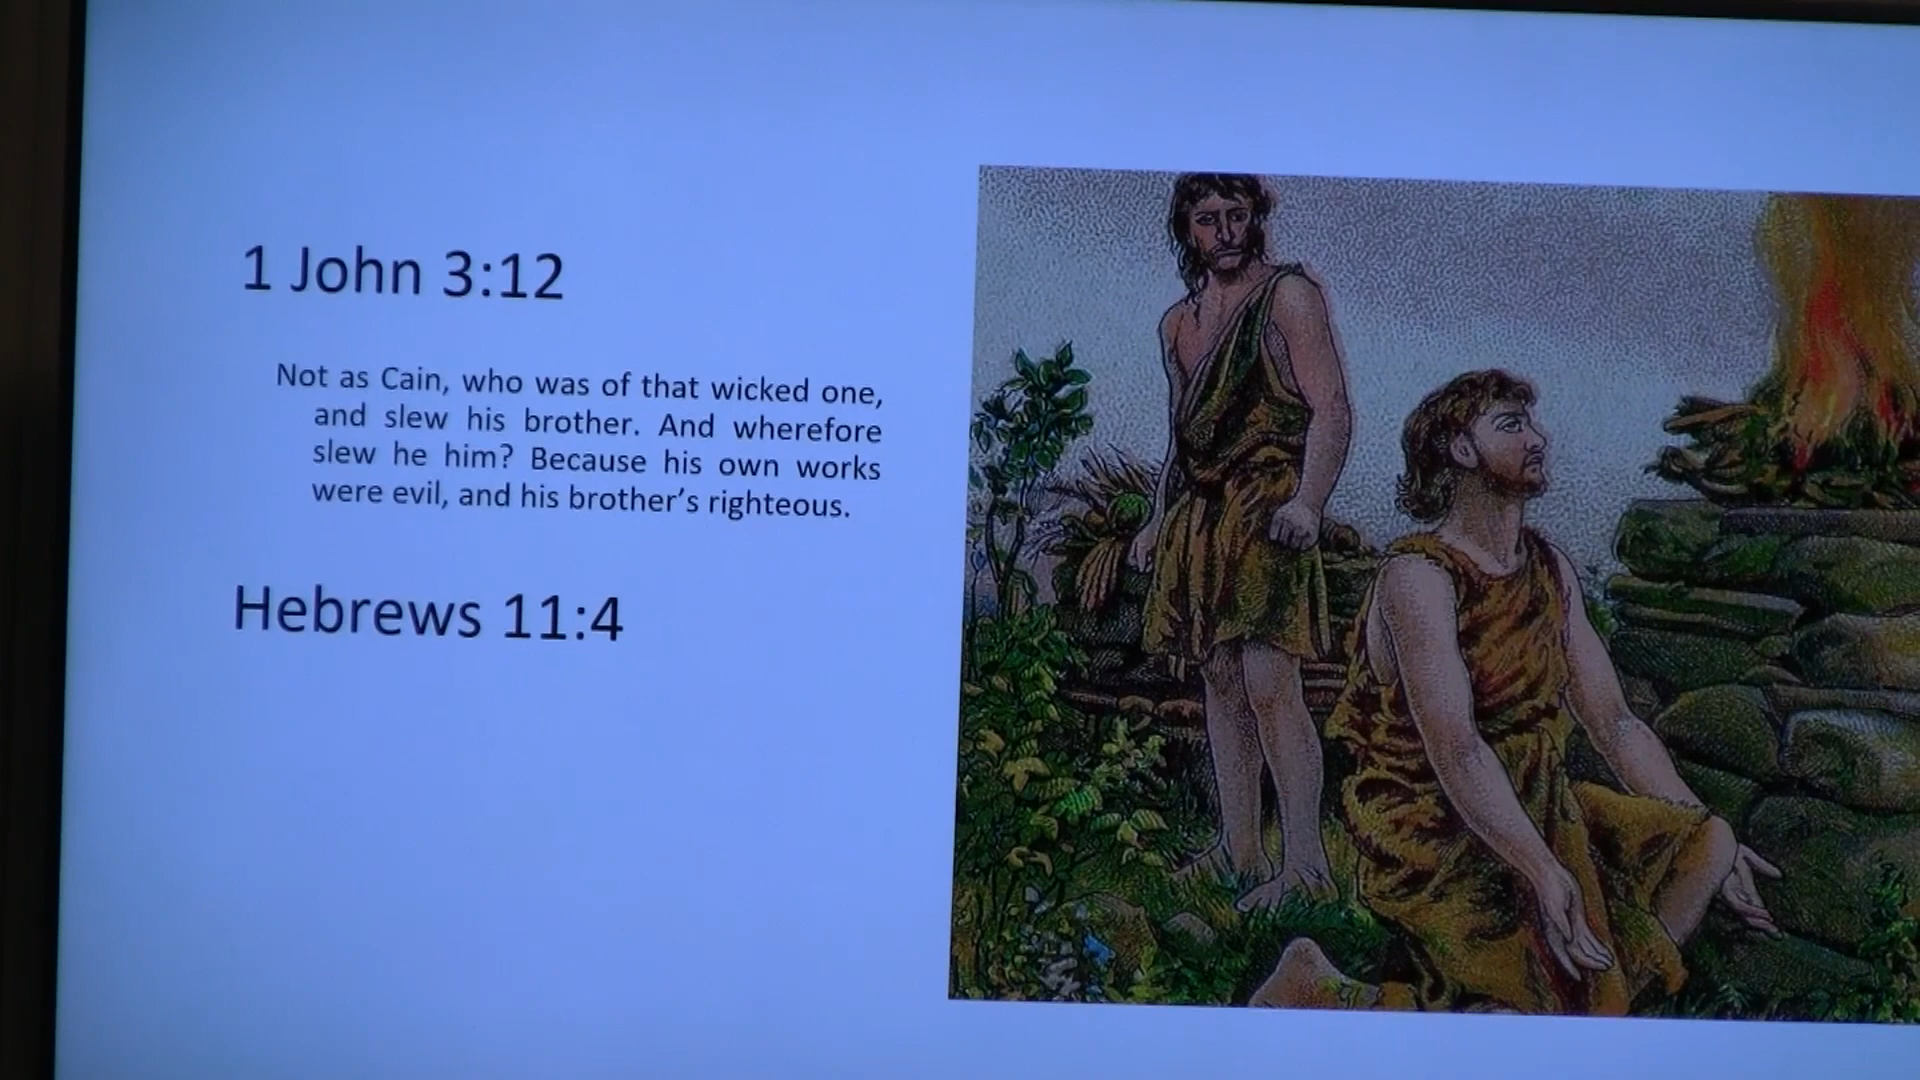 1 John 3:12
Not as Cain, who was of that wicked one,
and slew his brother. And wherefore
slew he him? Because his own works
were evil, and his brother’s righteous.
Hebrews 11:4